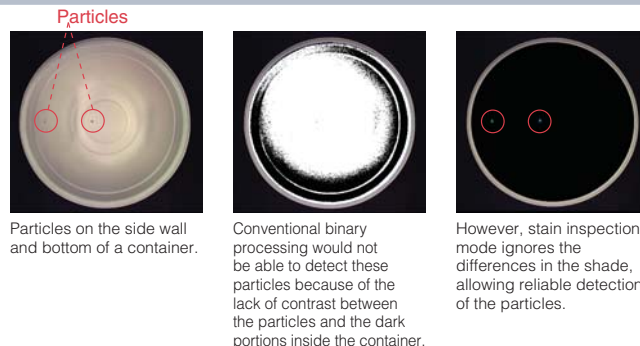 Particles
Particles on the side wall
and bottom of a container.
Conventional binary
processing would not
be able to detect these
particles because of the
lack of contrast between
the particles and the dark
portions inside the container.
However, stain inspection
mode ignores the
differences in the shade,
allowing reliable detection
of the particles.